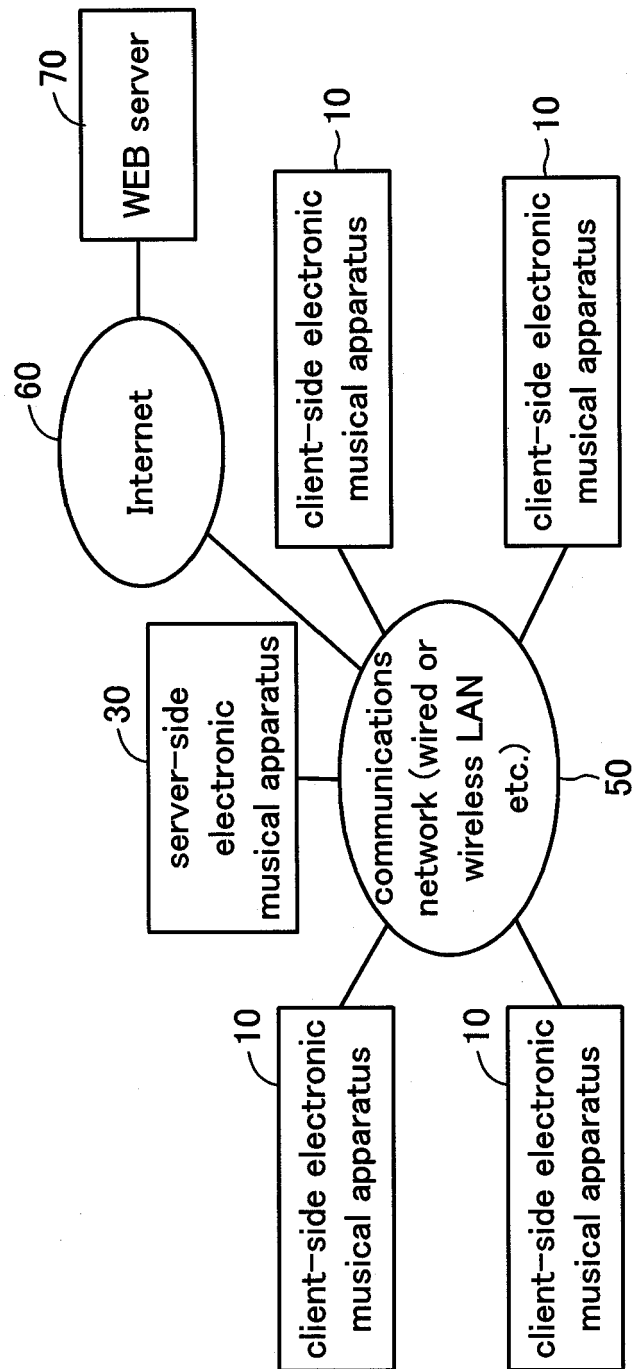 70
WEB server
60
Internet
30
server-side
electronic
musical apparatus
10
client-side electronic
musical apparatus
10
client-side electronic
musical apparatus
communications
network (wired or
wireless LAN
etc.)
50
10
client-side electronic
musical apparatus
10
client-side electronic
musical apparatus